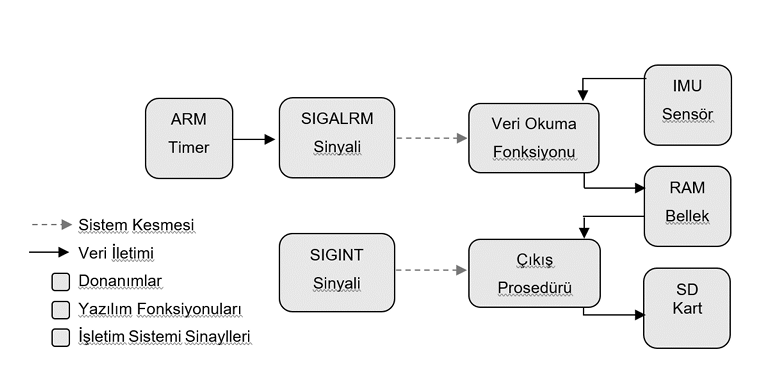 ARM
Timer
SIGALRM
Sinyali
Veri Okuma
Fonksiyonu
IMU
Sensör
RAM
Bellek
SIGINT
Sinyali
Çıkış
Prosedürü
SD
Kart
Sistem Kesmesi
Veri İletimi
Donanımlar
Yazılım Fonksiyonuları
İşletim Sistemi Sinaylleri